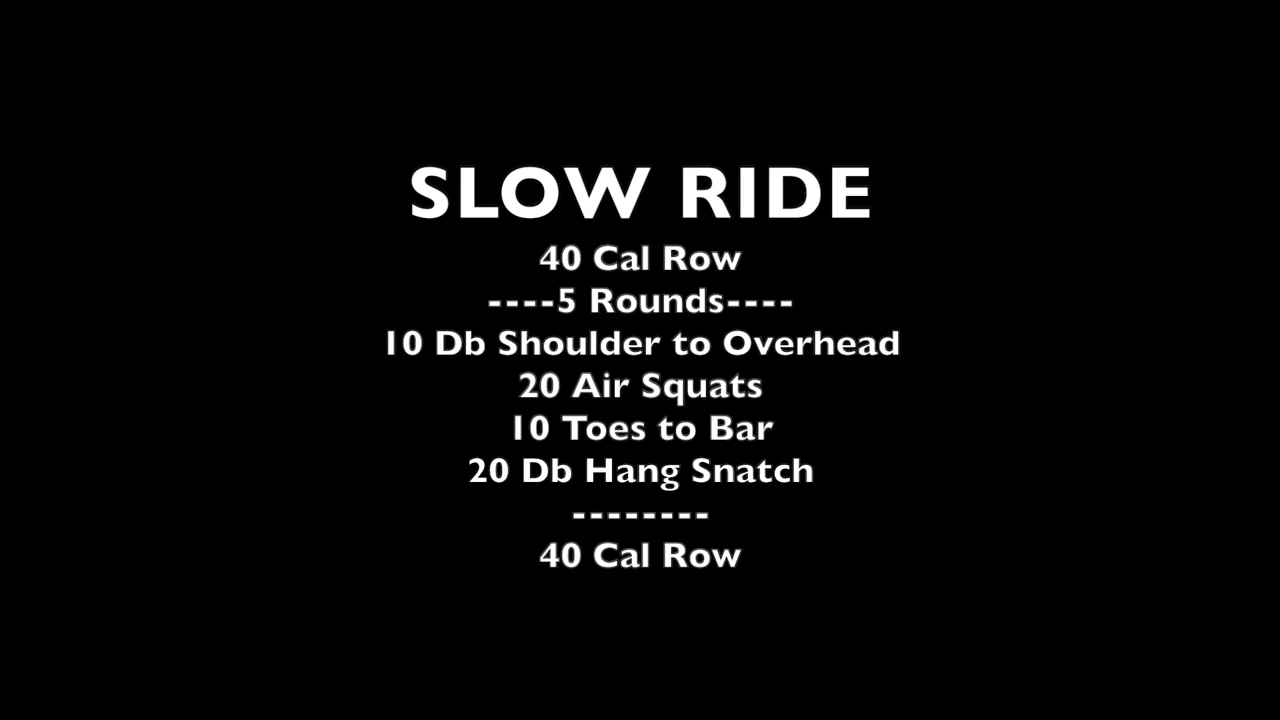 SLOW RIDE
40 Cal Row
----5 Rounds----
10 Db Shoulder to Overhead
20 Air Squats
10 Toes to Bar
20 Db Hang Snatch
--------
40 Cal Row